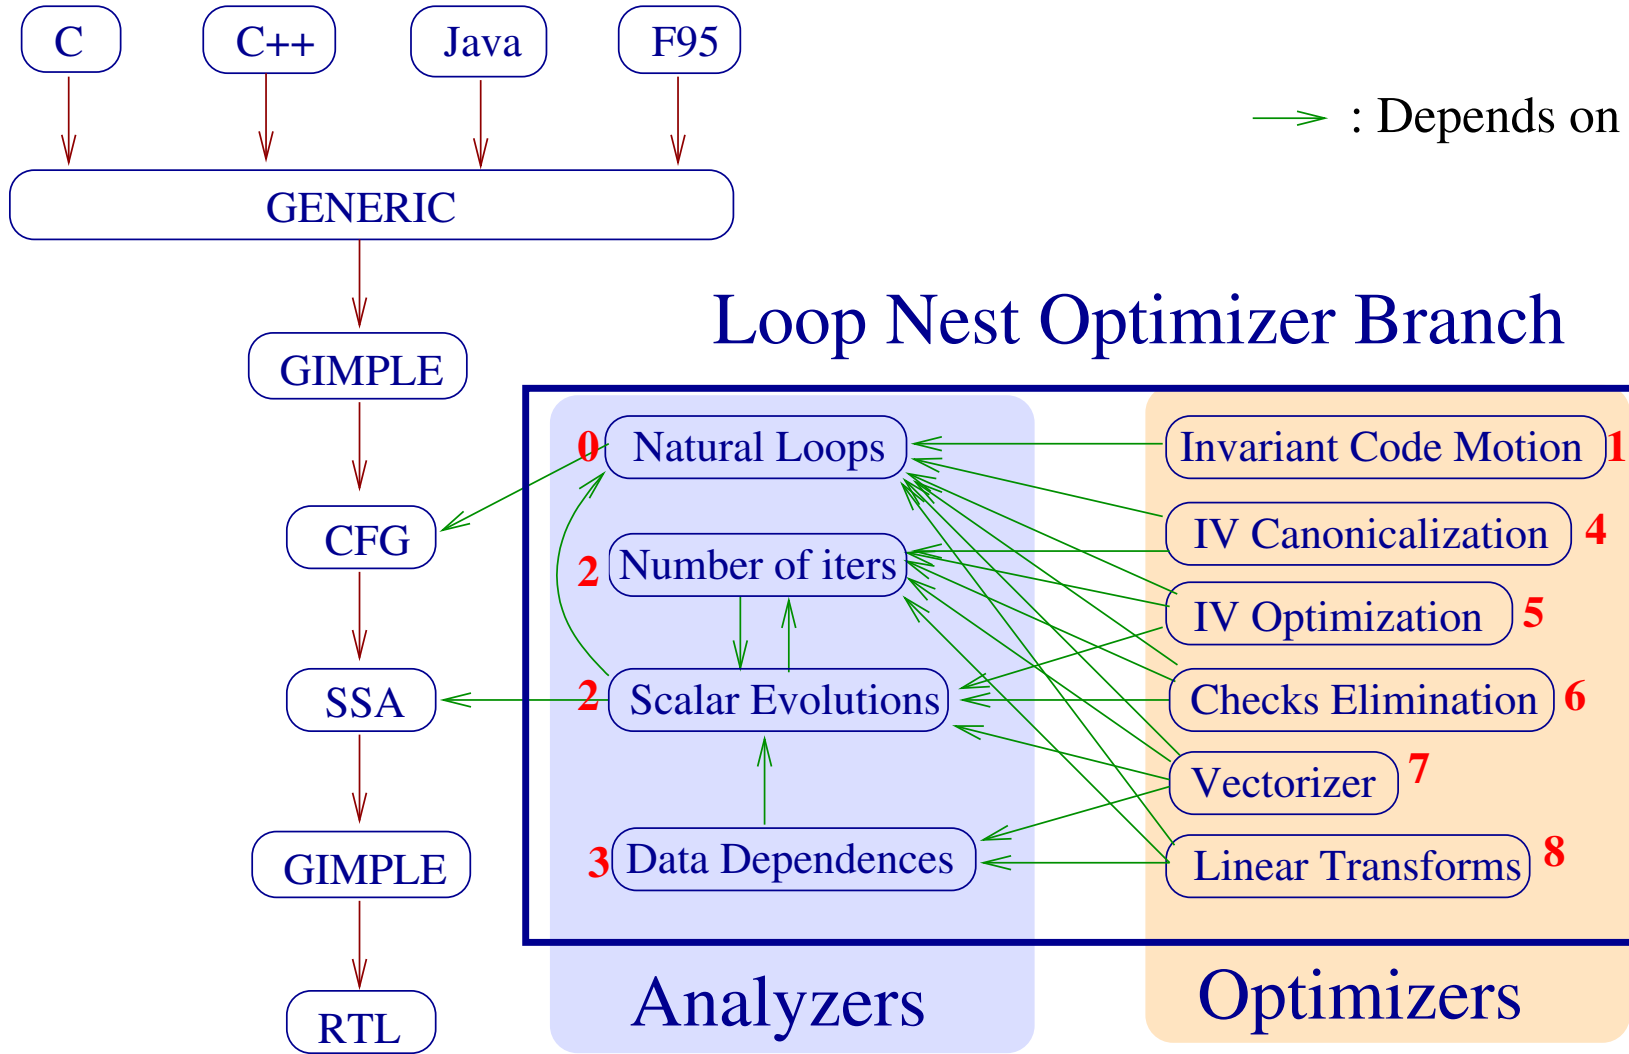 C
C++
Java
F95
: Depends on
GENERIC
Loop Nest Optimizer Branch
GIMPLE
0
Natural Loops
Invariant Code Motion
1
CFG
IV Canonicalization
4
2
Number of iters
IV Optimization
5
SSA
2
Scalar Evolutions
Checks Elimination
6
Vectorizer
7
GIMPLE
3
Data Dependences
Linear Transforms
8
RTL
Analyzers
Optimizers